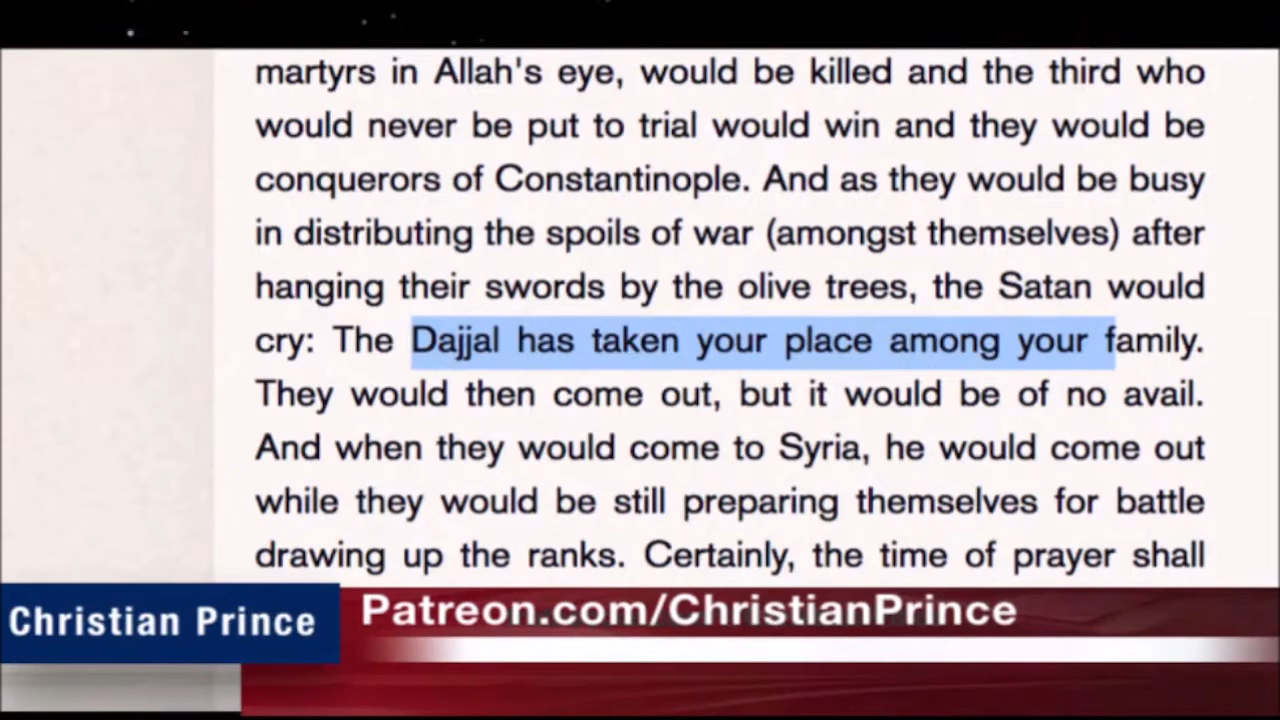 martyrs in Allah's eye, would be killed and the third who
would never be put to trial would win and they would be
conquerors of Constantinople. And as they would be busy
in distributing the spoils of war (amongst themselves) after
hanging their swords by the olive trees, the Satan would
cry: The Dajjal has taken your place among your family.
They would then come out, but it would be of no avail.
And when they would come to Syria, he would come out
while they would be still preparing themselves for battle
drawing up the ranks. Certainly, the time of prayer shall
Christian Prince
Patreon.com/ChristianPrince